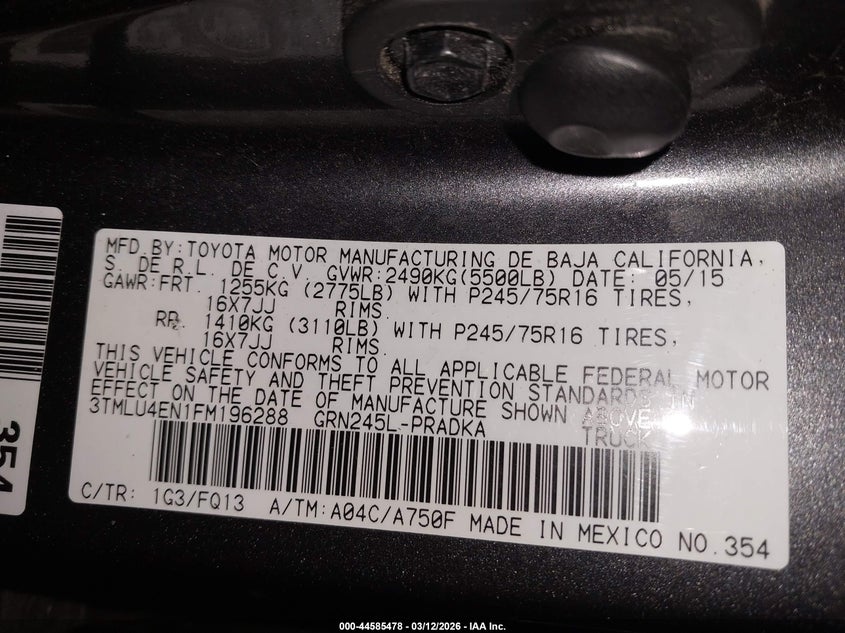 MFD.BY:TOYOTA MOTOR MANUFACTURING DE BAJA CALIFORNIA,
S. DE R.L. DE C.V. GVWR:2490KG(5500LB) DATE: 05/15
GAWR:FRT. 1255KG (2775LB) WITH P245/75R16 TIRES,
16X7JJ RIMS.
RR. 1410KG (3110LB) WITH P245/75R16 TIRES,
16X7JJ RIMS.
THIS VEHICLE CONFORMS TO ALL APPLICABLE FEDERAL MOTOR
VEHICLE SAFETY AND THEFT PREVENTION STANDARDS IN
EFFECT ON THE DATE OF MANUFACTURE SHOWN ABOVE.
3TMLU4EN1FM196288 GRN245L-PRADKA TRUCK
C/TR: 1G3/FQ13 A/TM:A04C/A750F MADE IN MEXICO NO.354
354
000-44585478 - 03/12/2026 - IAA Inc.